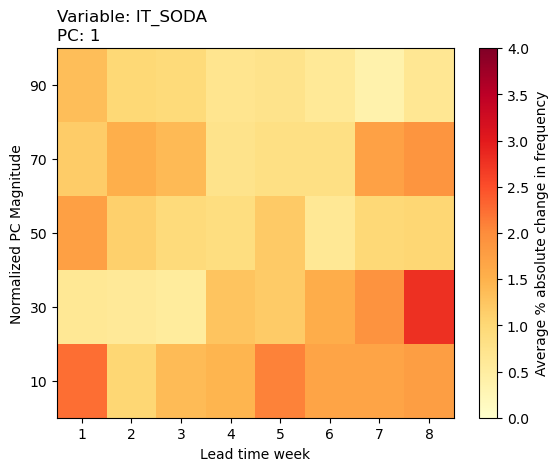 Variable: IT_SODA
PC: 1
Normalized PC Magnitude
90
70
50
30
10
1 2 3 4 5 6 7 8
Lead time week
4.0
3.5
3.0
2.5
2.0
1.5
1.0
0.5
0.0
Average % absolute change in frequency